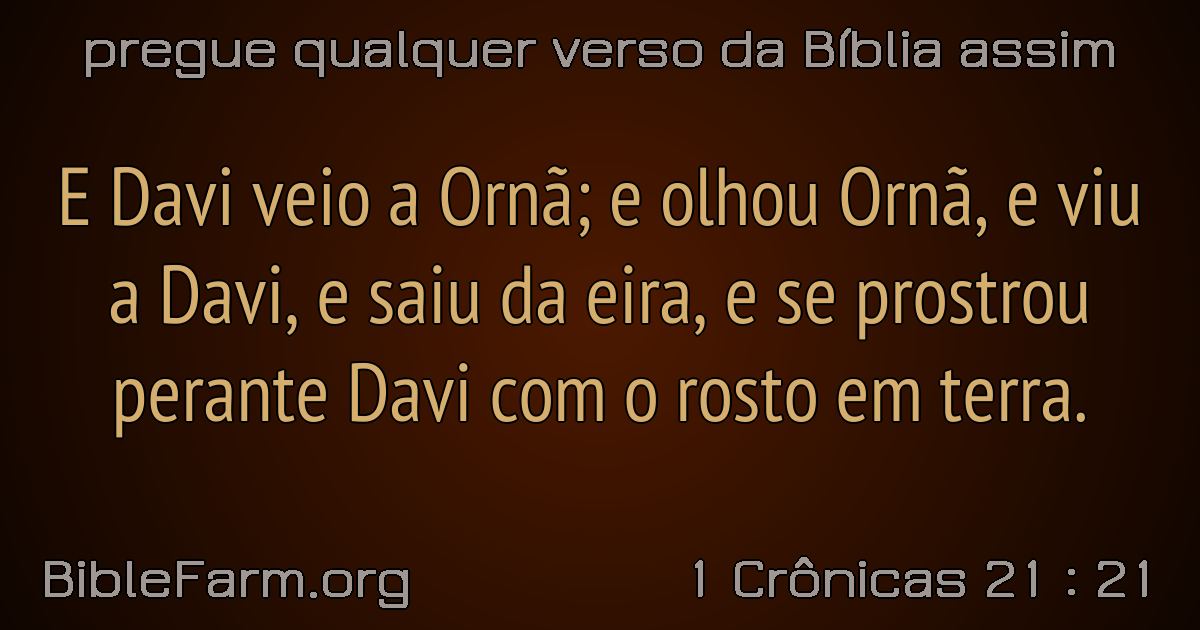 pregue qualquer verso da Bíblia assim
E Davi veio a Ornã; e olhou Ornã, e viu
a Davi, e saiu da eira, e se prostrou
perante Davi com o rosto em terra.
BibleFarm.org
1 Crônicas 21 : 21